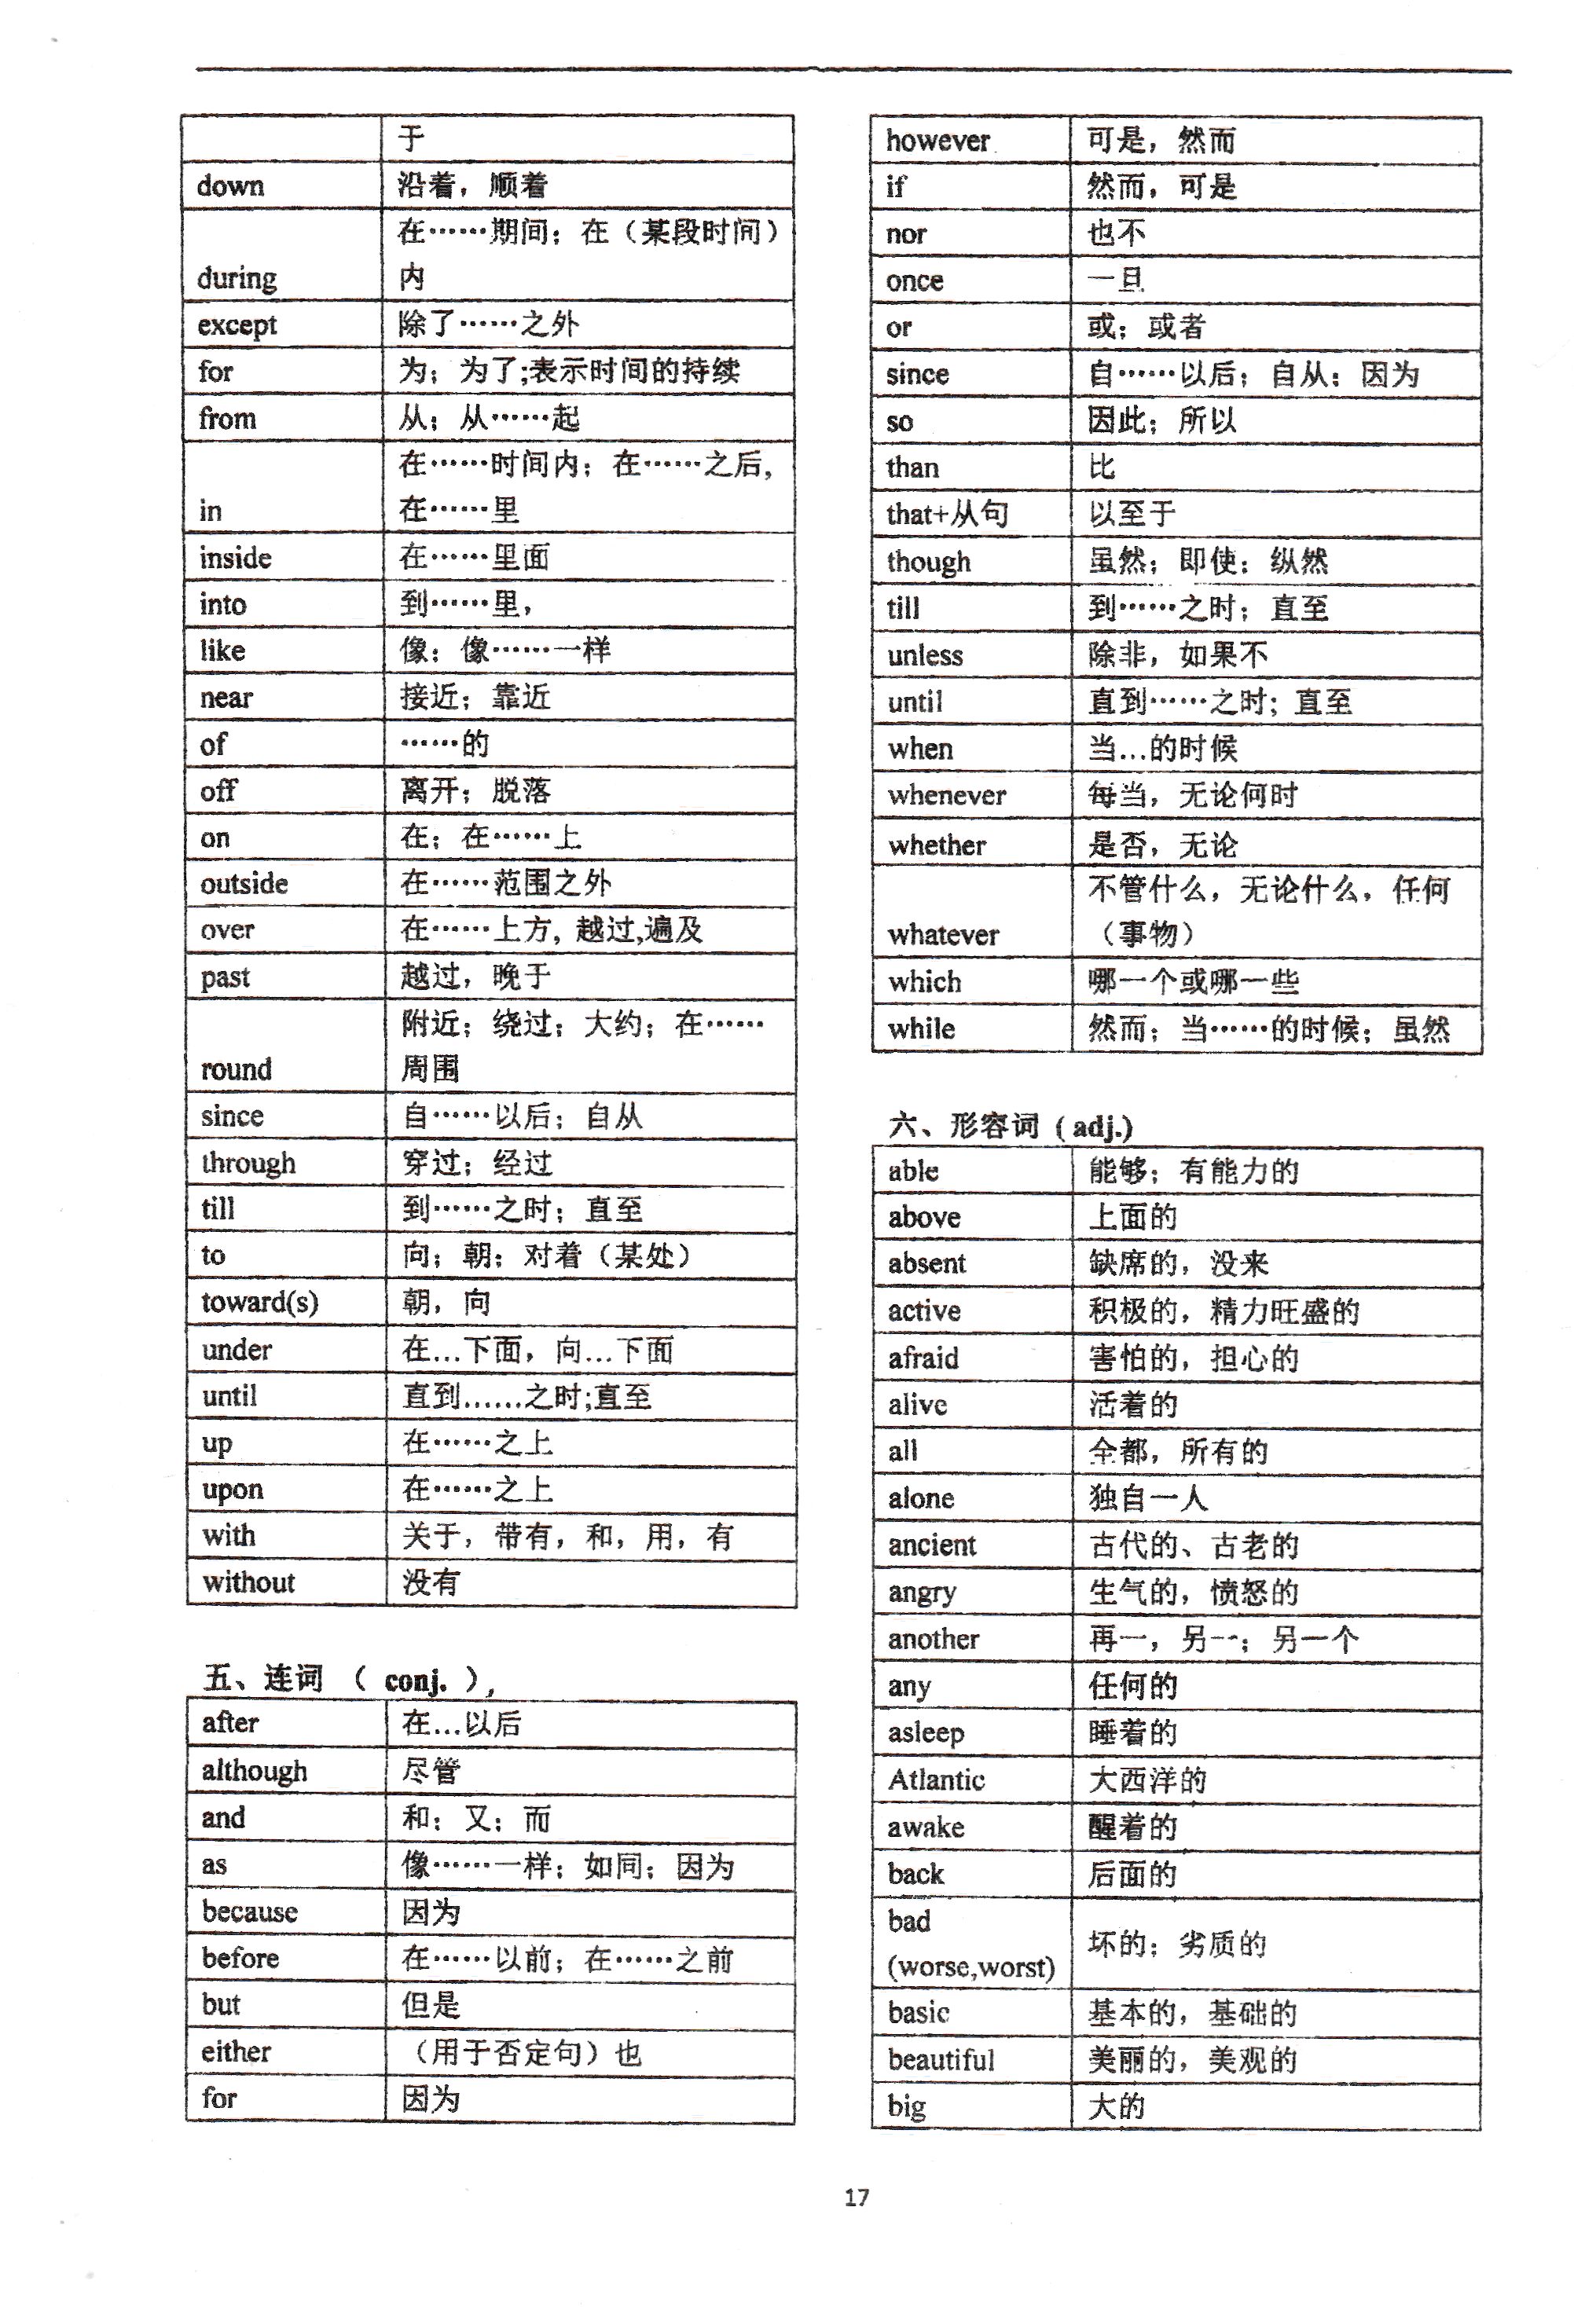 于
down 沿着，顺着
在……期间；在（某段时间）
during 内
except 除了……之外
for 为；为了;表示时间的持续
from 从；从……起
在……时间内；在……之后，
in 在……里
inside 在……里面
into 到……里，
like 像；像……一样
near 接近；靠近
of ……的
off 离开；脱落
on 在；在……上
outside 在……范围之外
over 在……上方, 越过,遍及
past 越过，晚于
附近；绕过；大约；在……
round 周围
since 自……以后；自从
through 穿过；经过
till 到……之时；直至
to 向；朝；对着（某处）
toward(s) 朝，向
under 在…下面，向…下面
until 直到……之时;直至
up 在……之上
upon 在……之上
with 关于，带有，和，用，有
without 没有
五、连词 （ conj. ）,
after 在…以后
although 尽管
and 和；又；而
as 像……一样；如同；因为
because 因为
before 在……以前；在……之前
but 但是
either （用于否定句）也
for 因为
however 可是，然而
if 然而，可是
nor 也不
once 一旦
or 或；或者
since 自……以后；自从；因为
so 因此；所以
than 比
that+从句 以至于
though 虽然；即使；纵然
till 到……之时；直至
unless 除非，如果不
until 直到……之时；直至
when 当…的时候
whenever 每当，无论何时
whether 是否，无论
不管什么，无论什么，任何
whatever （事物）
which 哪一个或哪一些
while 然而；当……的时候；虽然
六、形容词 ( adj.)
able 能够；有能力的
above 上面的
absent 缺席的，没来
active 积极的，精力旺盛的
afraid 害怕的，担心的
alive 活着的
all 全都，所有的
alone 独自一人
ancient 古代的、古老的
angry 生气的，愤怒的
another 再一，另一；另一个
any 任何的
asleep 睡着的
Atlantic 大西洋的
awake 醒着的
back 后面的
bad
(worse,worst) 坏的；劣质的
basic 基本的，基础的
beautiful 美丽的，美观的
big 大的
17